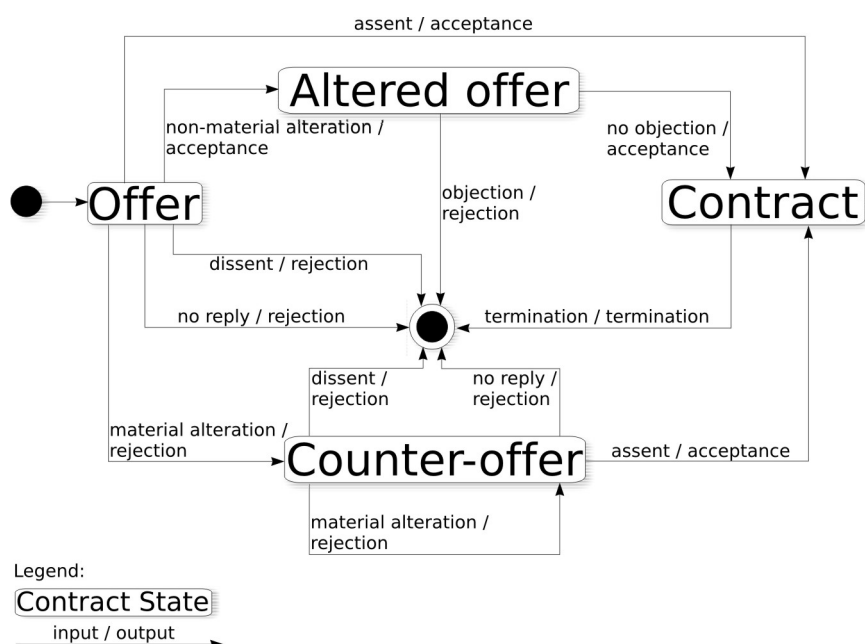 assent / acceptance
Altered offer
non-material alteration /
acceptance
no objection /
acceptance
objection /
rejection
Offer
Contract
dissent / rejection
no reply / rejection
termination / termination
dissent /
rejection
no reply /
rejection
material alteration /
rejection
Counter-offer
assent / acceptance
material alteration /
rejection
Legend:
Contract State
input / output